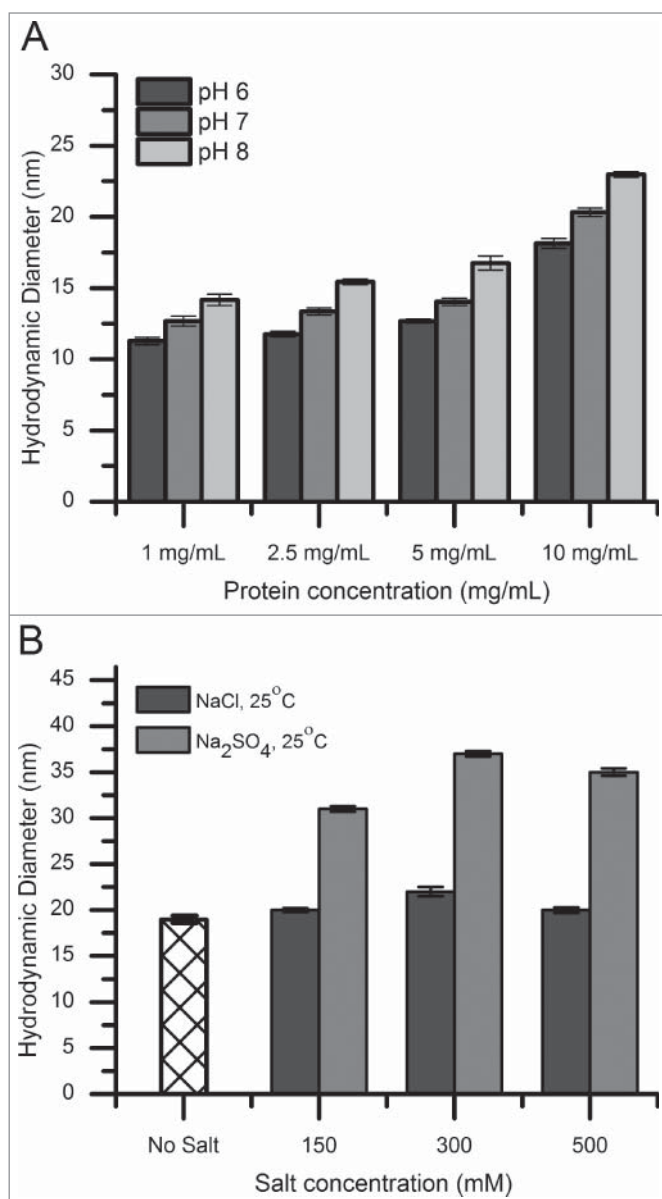 A
30
25
20
15
10
5
0
Hydrodynamic Diameter (nm)
pH 6
pH 7
pH 8
1 mg/mL 2.5 mg/mL 5 mg/mL 10 mg/mL
Protein concentration (mg/mL)
B
45
40
35
30
25
20
15
10
5
0
Hydrodynamic Diameter (nm)
NaCl, 25°C
Na₂SO₄, 25°C
No Salt 150 300 500
Salt concentration (mM)